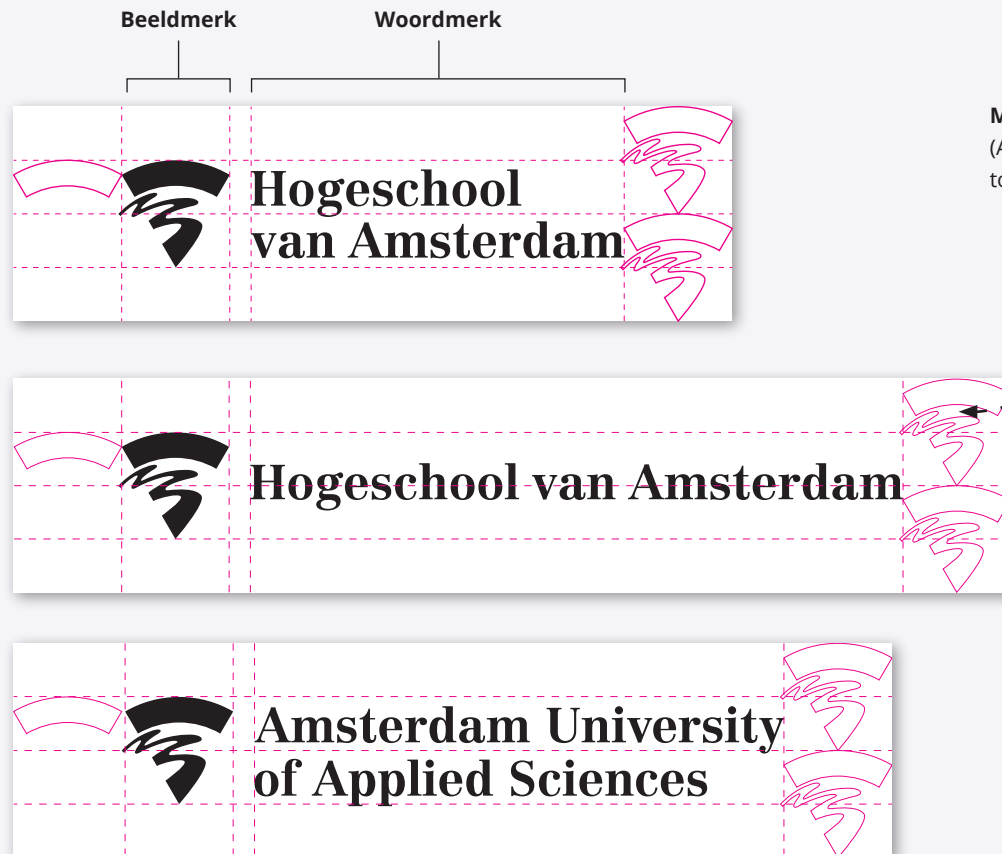 Beeldmerk Woordmerk
Hogeschool
van Amsterdam
Hogeschool van Amsterdam
Amsterdam University
of Applied Sciences